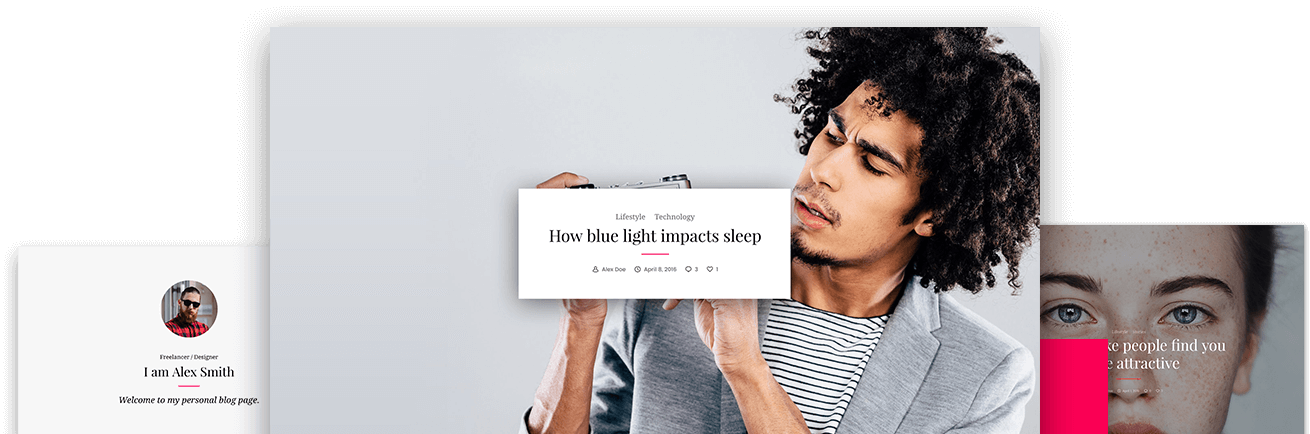 Lifestyle Technology
How blue light impacts sleep
Alex Doe April 8, 2016 3 1
Freelancer / Designer
I am Alex Smith
Welcome to my personal blog page.
people find you
attractive